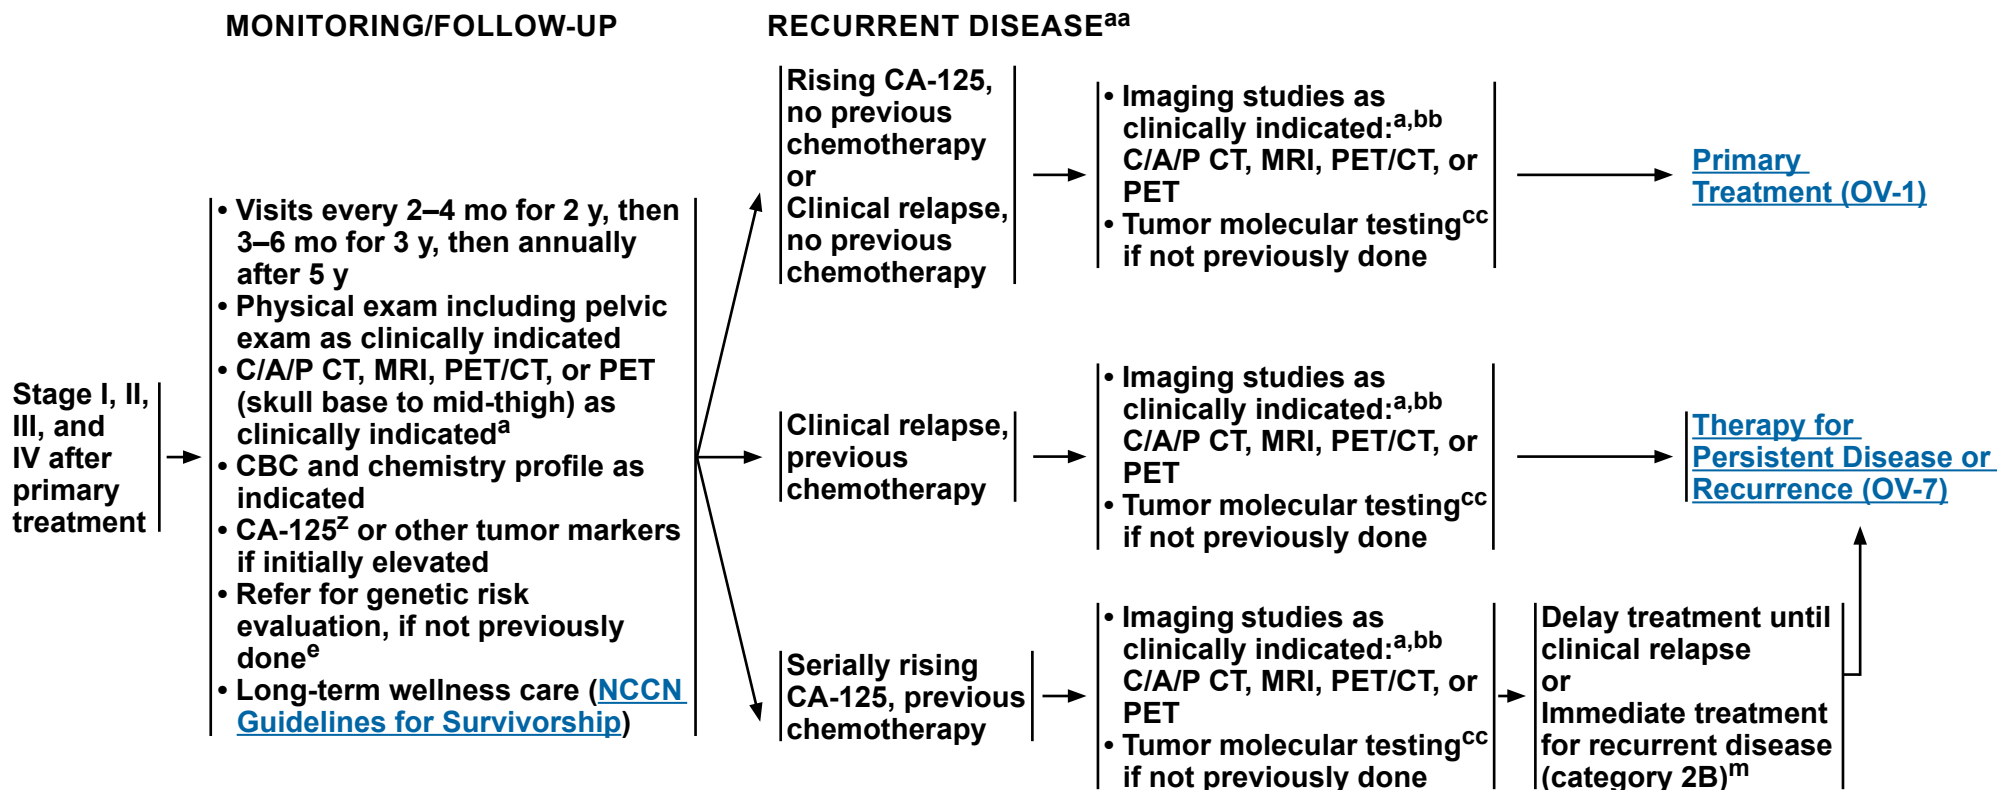 MONITORING/FOLLOW-UP
RECURRENT DISEASEaa
Stage I, II,
III, and
IV after
primary
treatment
• Visits every 2–4 mo for 2 y, then
3–6 mo for 3 y, then annually
after 5 y
• Physical exam including pelvic
exam as clinically indicated
• C/A/P CT, MRI, PET/CT, or PET
(skull base to mid-thigh) as
clinically indicateda
• CBC and chemistry profile as
indicated
• CA-125z or other tumor markers
if initially elevated
• Refer for genetic risk
evaluation, if not previously
donee
• Long-term wellness care (NCCN
Guidelines for Survivorship)
Rising CA-125,
no previous
chemotherapy
or
Clinical relapse,
no previous
chemotherapy
• Imaging studies as
clinically indicated:a,bb
C/A/P CT, MRI, PET/CT, or
PET
• Tumor molecular testingcc
if not previously done
Primary
Treatment (OV-1)
Clinical relapse,
previous
chemotherapy
• Imaging studies as
clinically indicated:a,bb
C/A/P CT, MRI, PET/CT, or
PET
• Tumor molecular testingcc
if not previously done
Therapy for
Persistent Disease or
Recurrence (OV-7)
Serially rising
CA-125, previous
chemotherapy
• Imaging studies as
clinically indicated:a,bb
C/A/P CT, MRI, PET/CT, or
PET
• Tumor molecular testingcc
if not previously done
Delay treatment until
clinical relapse
or
Immediate treatment
for recurrent disease
(category 2B)m